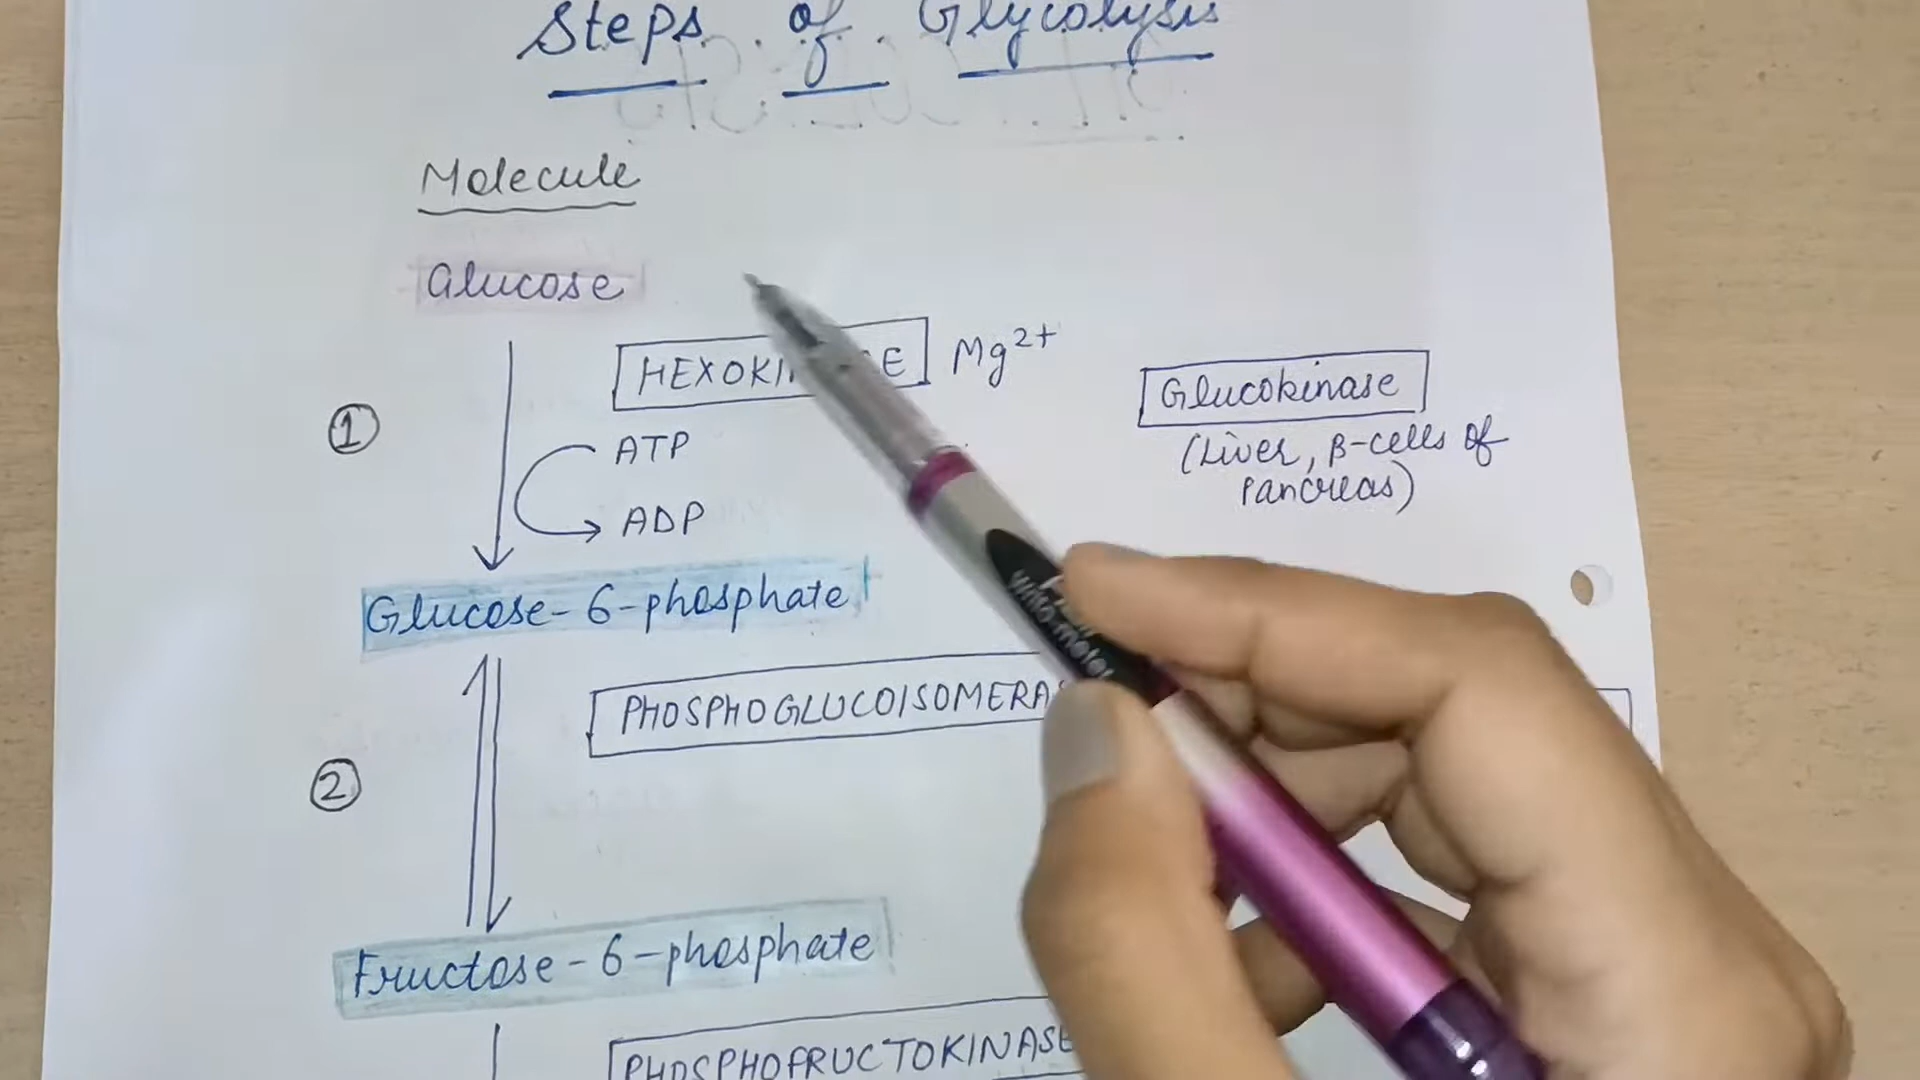 Steps of Glycolysis
Molecule
Glucose
Mg²⁺
Glucokinase
(Liver, β-cells of
pancreas)
①
ATP
ADP
Glucose-6-phosphate
②
Fructose-6-phosphate